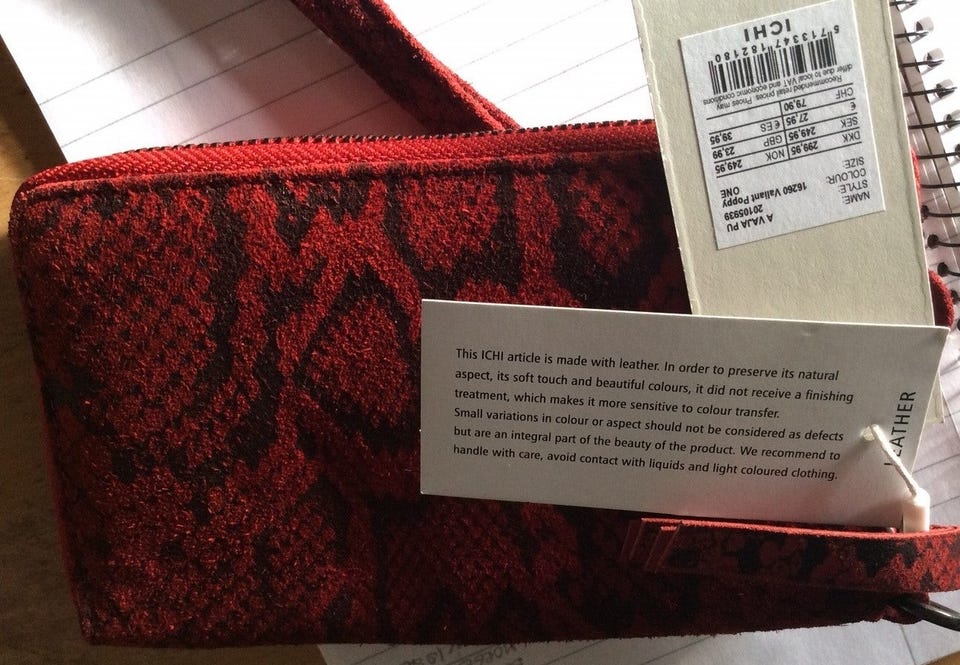 NAME: A VAJA PU
STYLE: 20105939
COLOUR: 16260 Valiant Poppy
SIZE: ONE
DKK 299,95 NOK 249,95
SEK 249,95 GBP 23,99
€ 27,95 € ES 39,95
CHF 79,90
Recommended retail prices. Prices may
differ due to local VAT and economic conditions
5 713347 182180
ICHI
This ICHI article is made with leather. In order to preserve its natural
aspect, its soft touch and beautiful colours, it did not receive a finishing
treatment, which makes it more sensitive to colour transfer.
Small variations in colour or aspect should not be considered as defects
but are an integral part of the beauty of the product. We recommend to
handle with care, avoid contact with liquids and light coloured clothing.
LEATHER